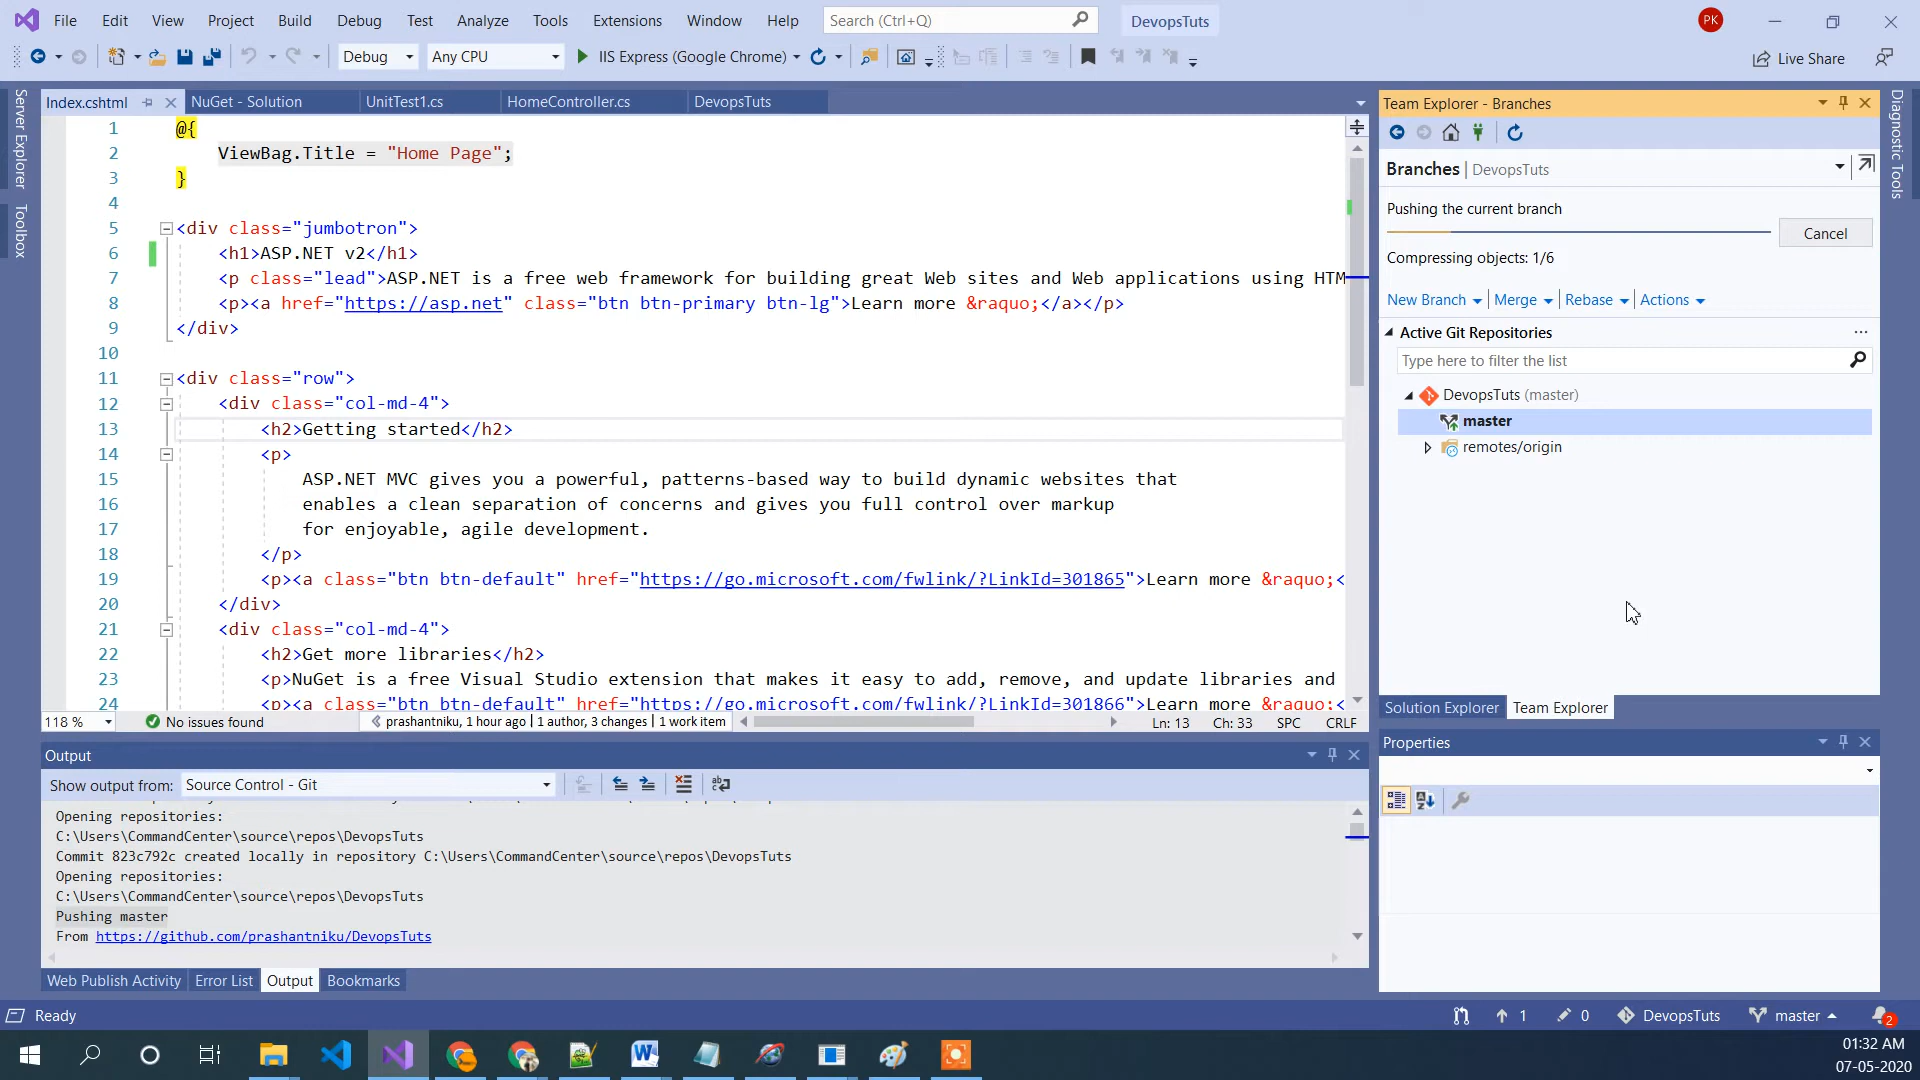 File Edit View Project Build Debug Test Analyze Tools Extensions Window Help Search (Ctrl+Q) DevopsTuts PK
Debug Any CPU IIS Express (Google Chrome) Live Share
Server Explorer
Toolbox
Index.cshtml NuGet - Solution UnitTest1.cs HomeController.cs DevopsTuts
1 @{
2 ViewBag.Title = "Home Page";
3 }
4
5 <div class="jumbotron">
6 <h1>ASP.NET v2</h1>
7 <p class="lead">ASP.NET is a free web framework for building great Web sites and Web applications using HTM
8 <p><a href="https://asp.net" class="btn btn-primary btn-lg">Learn more &raquo;</a></p>
9 </div>
10
11 <div class="row">
12 <div class="col-md-4">
13 <h2>Getting started</h2>
14 <p>
15 ASP.NET MVC gives you a powerful, patterns-based way to build dynamic websites that
16 enables a clean separation of concerns and gives you full control over markup
17 for enjoyable, agile development.
18 </p>
19 <p><a class="btn btn-default" href="https://go.microsoft.com/fwlink/?LinkId=301865">Learn more &raquo;<
20 </div>
21 <div class="col-md-4">
22 <h2>Get more libraries</h2>
23 <p>NuGet is a free Visual Studio extension that makes it easy to add, remove, and update libraries and
24 <p><a class="btn btn-default" href="https://go.microsoft.com/fwlink/?LinkId=301866">Learn more &raquo;<
118 % No issues found prashantniku, 1 hour ago | 1 author, 3 changes | 1 work item Ln: 13 Ch: 33 SPC CRLF
Team Explorer - Branches
Branches | DevopsTuts
Pushing the current branch
Cancel
Compressing objects: 1/6
New Branch | Merge | Rebase | Actions
Active Git Repositories ...
Type here to filter the list
DevopsTuts (master)
master
remotes/origin
Solution Explorer Team Explorer
Properties
Diagnostic Tools
Output
Show output from: Source Control - Git
Opening repositories:
C:\Users\CommandCenter\source\repos\DevopsTuts
Commit 823c792c created locally in repository C:\Users\CommandCenter\source\repos\DevopsTuts
Opening repositories:
C:\Users\CommandCenter\source\repos\DevopsTuts
Pushing master
From https://github.com/prashantniku/DevopsTuts
Web Publish Activity Error List Output Bookmarks
Ready 1 0 DevopsTuts master 2
01:32 AM
07-05-2020